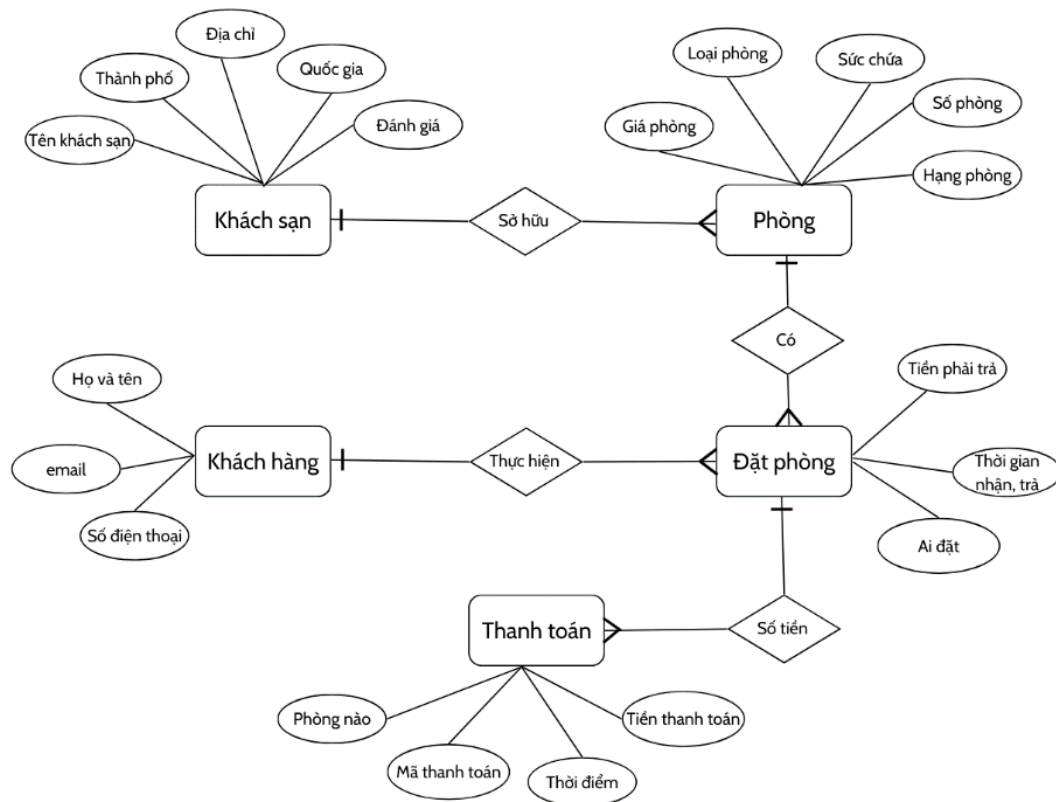 Địa chỉ
Thành phố
Quốc gia
Tên khách sạn
Đánh giá
Khách sạn
Sở hữu
Loại phòng
Sức chứa
Giá phòng
Số phòng
Hạng phòng
Phòng
Có
Họ và tên
email
Số điện thoại
Khách hàng
Thực hiện
Đặt phòng
Tiền phải trả
Thời gian
nhận, trả
Ai đặt
Thanh toán
Số tiền
Phòng nào
Mã thanh toán
Thời điểm
Tiền thanh toán